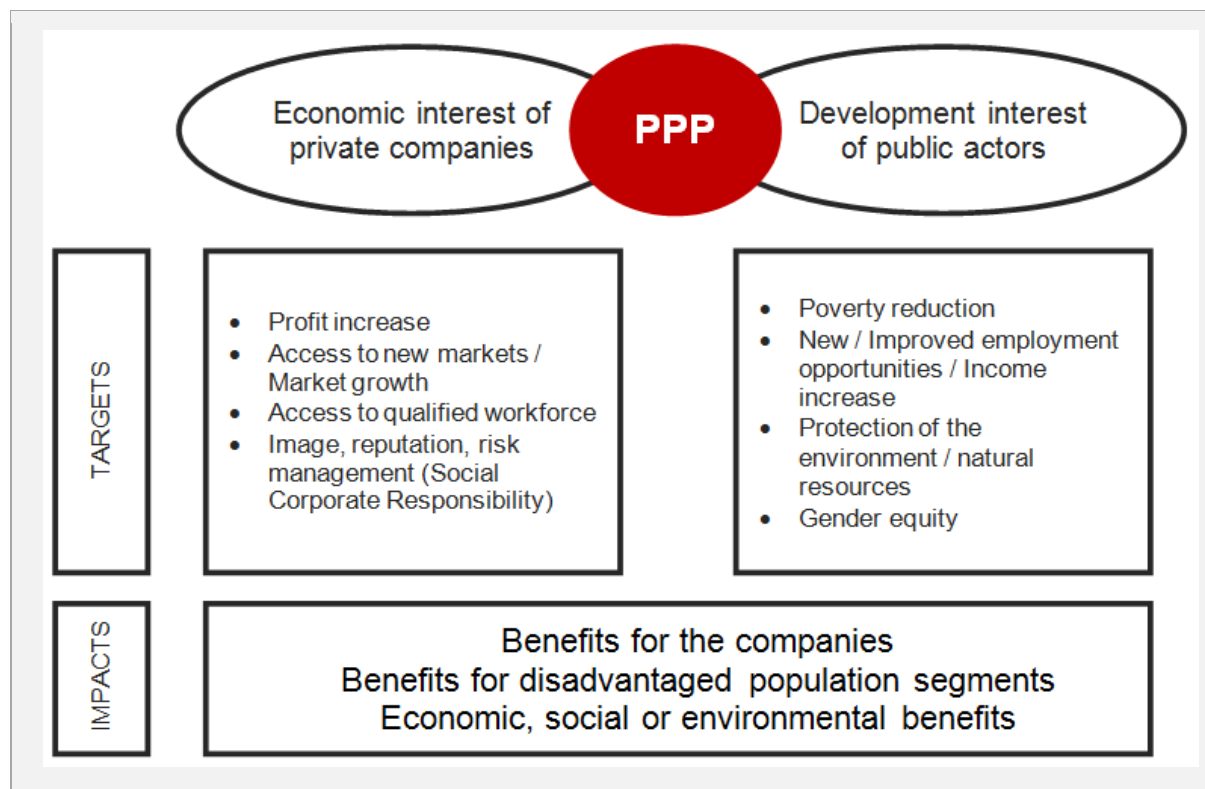 Economic interest of
private companies
PPP
Development interest
of public actors
TARGETS
• Profit increase
• Access to new markets /
Market growth
• Access to qualified workforce
• Image, reputation, risk
management (Social
Corporate Responsibility)
• Poverty reduction
• New / Improved employment
opportunities / Income
increase
• Protection of the
environment / natural
resources
• Gender equity
IMPACTS
Benefits for the companies
Benefits for disadvantaged population segments
Economic, social or environmental benefits